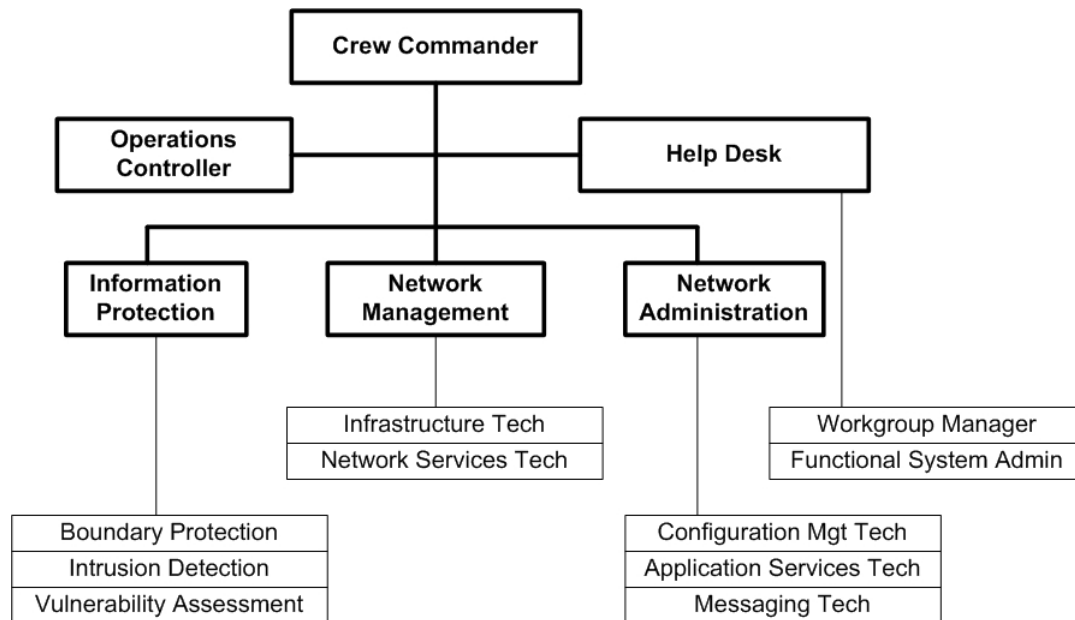 Crew Commander
Operations
Controller
Help Desk
Information
Protection
Network
Management
Network
Administration
Infrastructure Tech
Network Services Tech
Workgroup Manager
Functional System Admin
Boundary Protection
Intrusion Detection
Vulnerability Assessment
Configuration Mgt Tech
Application Services Tech
Messaging Tech